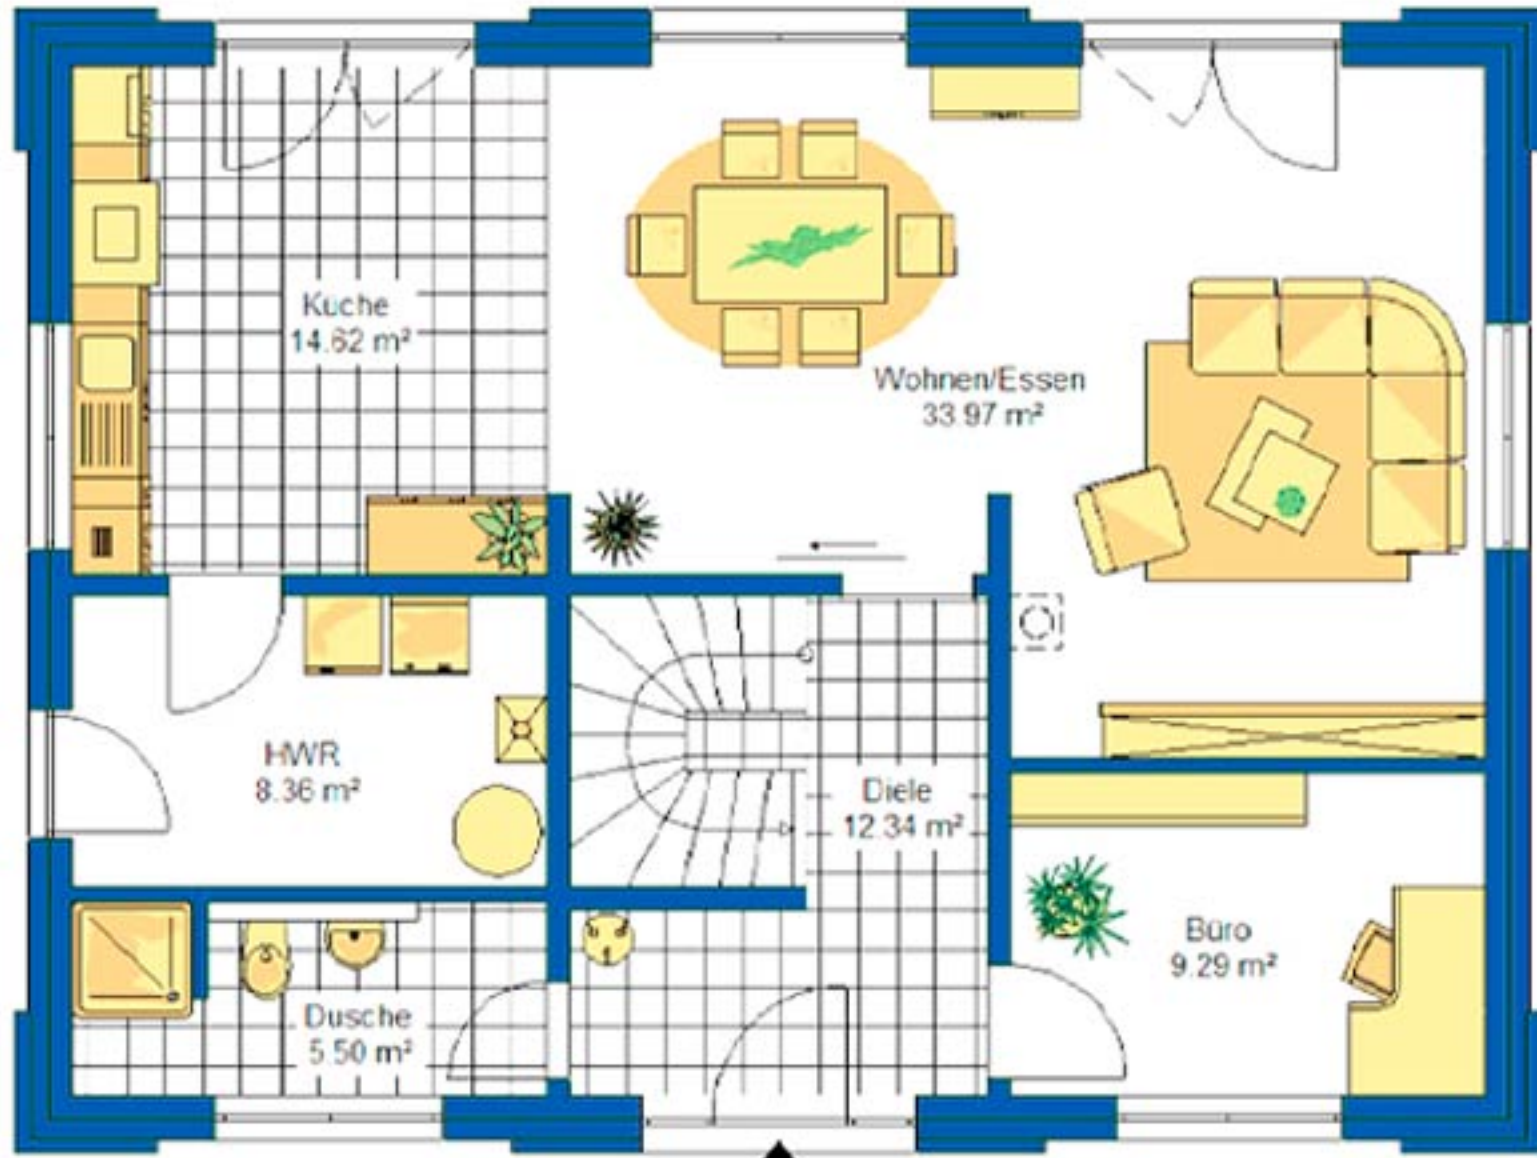 Küche
14.62 m²
Wohnen/Essen
33.97 m²
HWR
8.36 m²
Diele
12.34 m²
Büro
9.29 m²
Dusche
5.50 m²